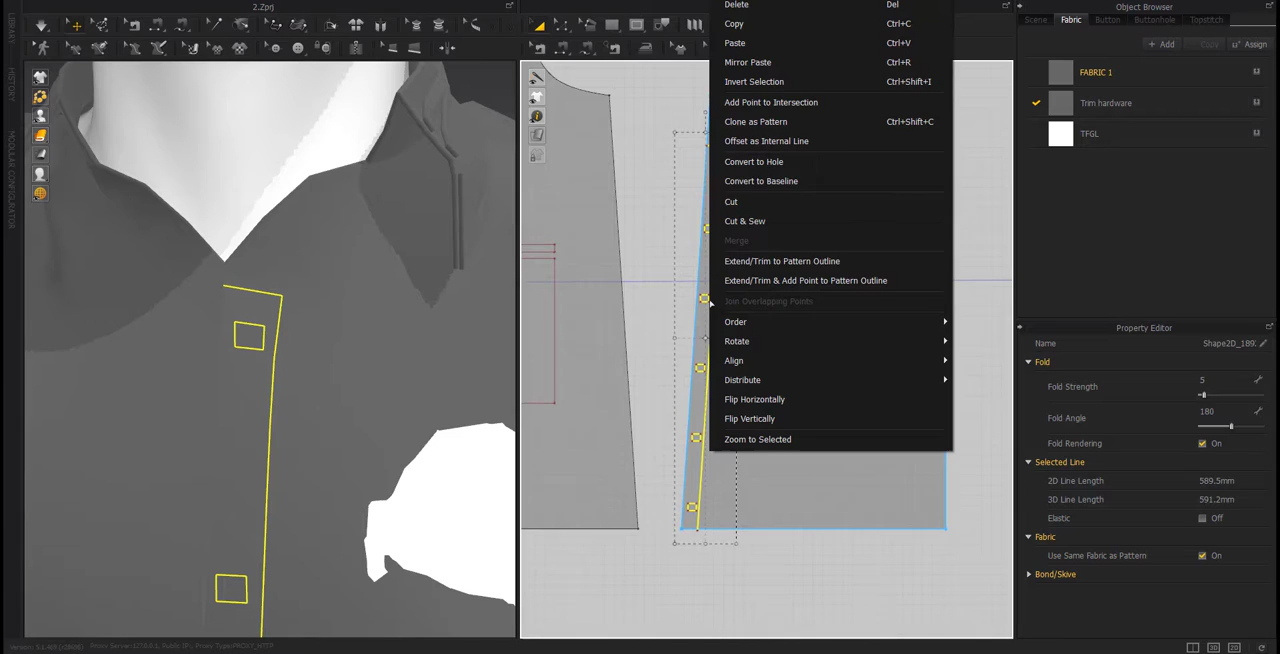 2.Zprj
LIBRARY
HISTORY
MODULAR CONFIGURATOR
Delete Del
Copy Ctrl+C
Paste Ctrl+V
Mirror Paste Ctrl+R
Invert Selection Ctrl+Shift+I
Add Point to Intersection
Clone as Pattern Ctrl+Shift+C
Offset as Internal Line
Convert to Hole
Convert to Baseline
Cut
Cut & Sew
Merge
Extend/Trim to Pattern Outline
Extend/Trim & Add Point to Pattern Outline
Join Overlapping Points
Order
Rotate
Align
Distribute
Flip Horizontally
Flip Vertically
Zoom to Selected
Object Browser
Scene Fabric Button Buttonhole Topstitch
+ Add Copy Assign
FABRIC 1
Trim hardware
TFGL
Property Editor
Name Shape2D_189
Fold
Fold Strength 5
Fold Angle 180
Fold Rendering On
Selected Line
2D Line Length 589.5mm
3D Line Length 591.2mm
Elastic Off
Fabric
Use Same Fabric as Pattern On
Bond/Skive
3D 2D